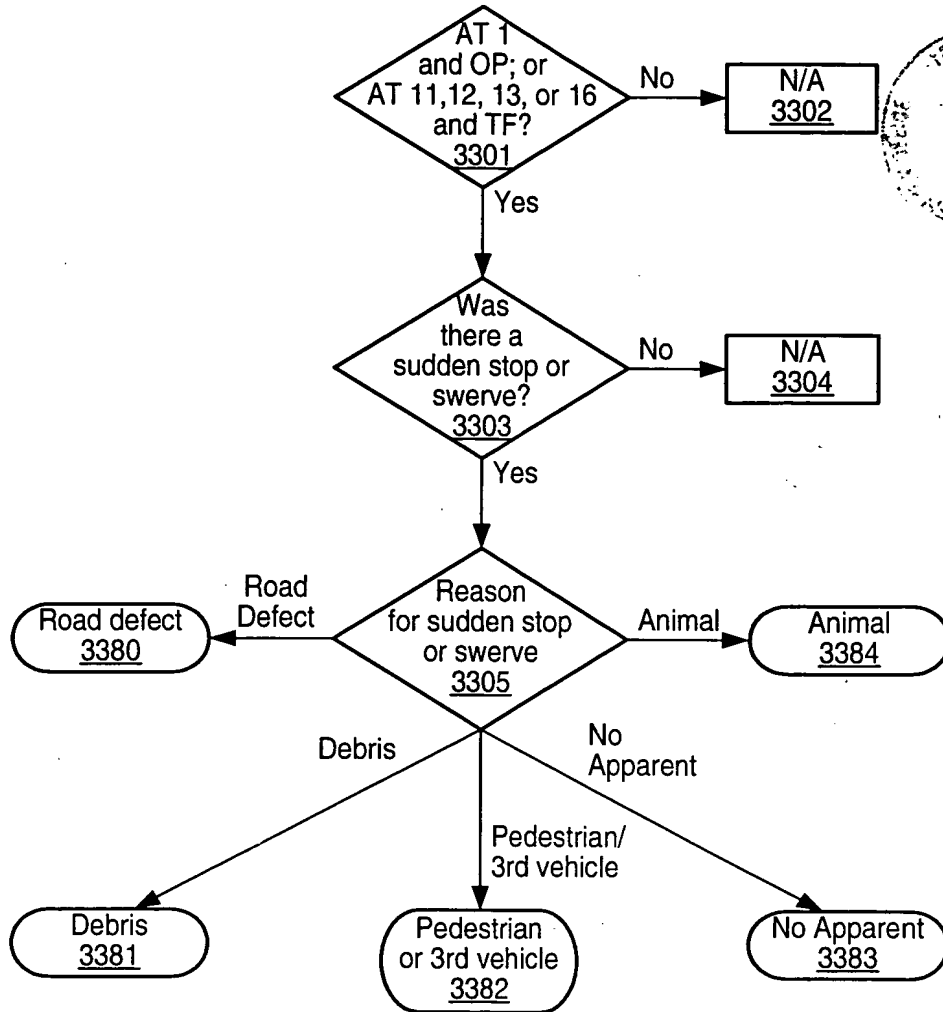 AT 1
and OP; or
AT 11,12, 13, or 16
and TF?
3301
No
N/A
3302
Yes
Was
there a
sudden stop or
swerve?
3303
No
N/A
3304
Yes
Reason
for sudden stop
or swerve
3305
Road
Defect
Road defect
3380
Animal
Animal
3384
Debris
No
Apparent
Pedestrian/
3rd vehicle
Debris
3381
Pedestrian
or 3rd vehicle
3382
No Apparent
3383